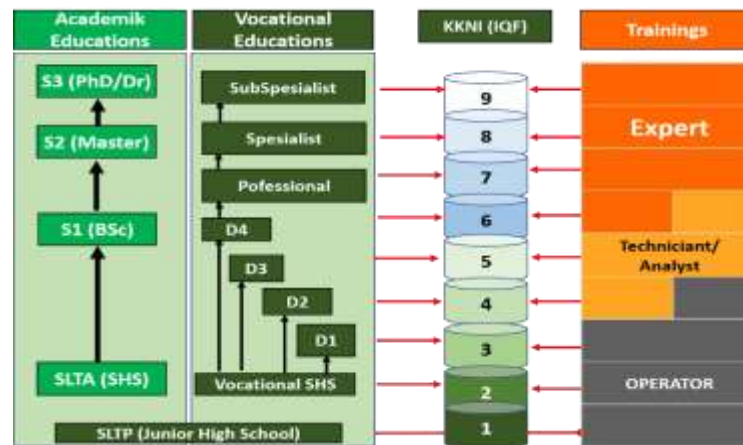 Academik
Educations
Vocational
Educations
KKNI (IQF)
Trainings
S3 (PhD/Dr)
S2 (Master)
S1 (BSc)
SLTA (SHS)
SubSpesialist
Spesialist
Pofessional
D4
D3
D2
D1
Vocational SHS
SLTP (Junior High School)
9
8
7
6
5
4
3
2
1
Expert
Techniciant/
Analyst
OPERATOR